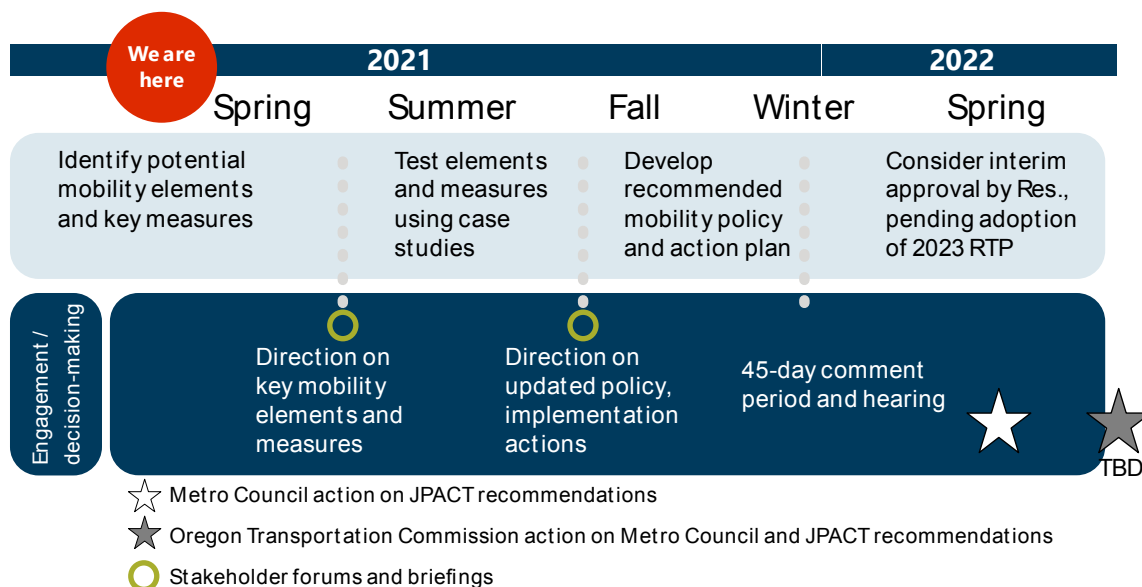 We are
here
2021
2022
Spring
Summer
Fall
Winter
Spring
Identify potential
mobility elements
and key measures
Test elements
and measures
using case
studies
Develop
recommended
mobility policy
and action plan
Consider interim
approval by Res.,
pending adoption
of 2023 RTP
Engagement /
decision-making
Direction on
key mobility
elements and
measures
Direction on
updated policy,
implementation
actions
45-day comment
period and hearing
TBD
Metro Council action on JPACT recommendations
Oregon Transportation Commission action on Metro Council and JPACT recommendations
Stakeholder forums and briefings